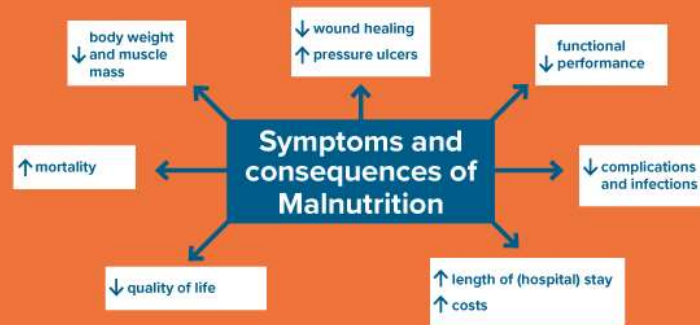 ↓ body weight
and muscle
mass
↓ wound healing
↑ pressure ulcers
functional
↓ performance
Symptoms and
consequences of
Malnutrition
↑ mortality
↓ complications
and infections
↓ quality of life
↑ length of (hospital) stay
↑ costs